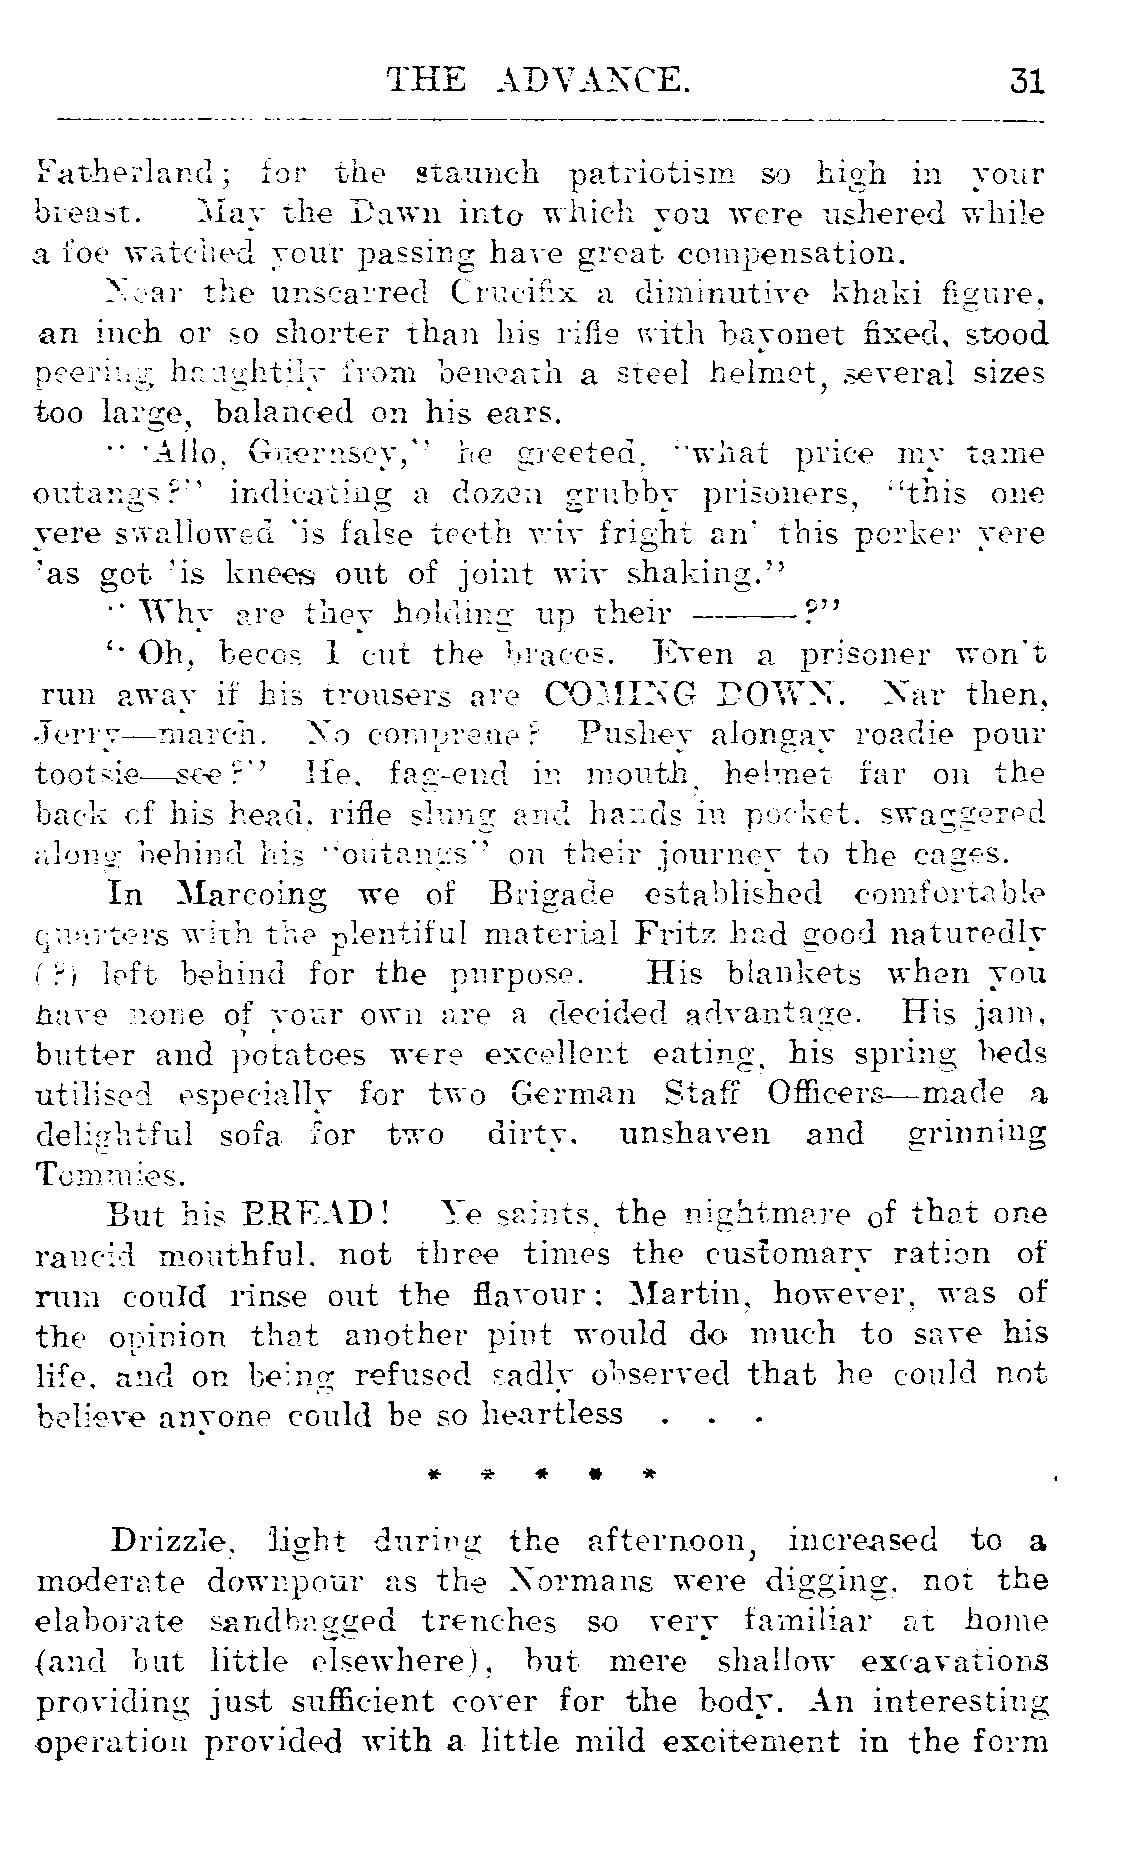 THE ADVANCE. 31
Fatherland; for the staunch patriotism so high in your
breast. May the Dawn into which you were ushered while
a foe watched your passing have great compensation.
Near the unscarred Crucifix a diminutive khaki figure,
an inch or so shorter than his rifle with bayonet fixed, stood
peering haughtily from beneath a steel helmet, several sizes
too large, balanced on his ears.
" 'Allo, Guernsey," he greeted, "what price my tame
outangs?" indicating a dozen grubby prisoners, "this one
yere swallowed 'is false teeth wiv fright an' this perker yere
'as got 'is knees out of joint wiv shaking."
" Why are they holding up their ———?"
" Oh, becos I cut the braces. Even a prisoner won't
run away if his trousers are COMING DOWN. Nar then,
Jerry—march. No comprene? Pushey alongay roadie pour
tootsie—see?" He, fag-end in mouth, helmet far on the
back of his head, rifle slung and hands in pocket, swaggered
along behind his "outangs" on their journey to the cages.
In Marcoing we of Brigade established comfortable
quarters with the plentiful material Fritz had good naturedly
(?) left behind for the purpose. His blankets when you
have none of your own are a decided advantage. His jam,
butter and potatoes were excellent eating, his spring beds
utilised especially for two German Staff Officers—made a
delightful sofa for two dirty, unshaven and grinning
Tommies.
But his BREAD! Ye saints, the nightmare of that one
rancid mouthful, not three times the customary ration of
rum could rinse out the flavour: Martin, however, was of
the opinion that another pint would do much to save his
life, and on being refused sadly observed that he could not
believe anyone could be so heartless . . .
* * * * *
Drizzle, light during the afternoon, increased to a
moderate downpour as the Normans were digging, not the
elaborate sandbagged trenches so very familiar at home
(and but little elsewhere), but mere shallow excavations
providing just sufficient cover for the body. An interesting
operation provided with a little mild excitement in the form